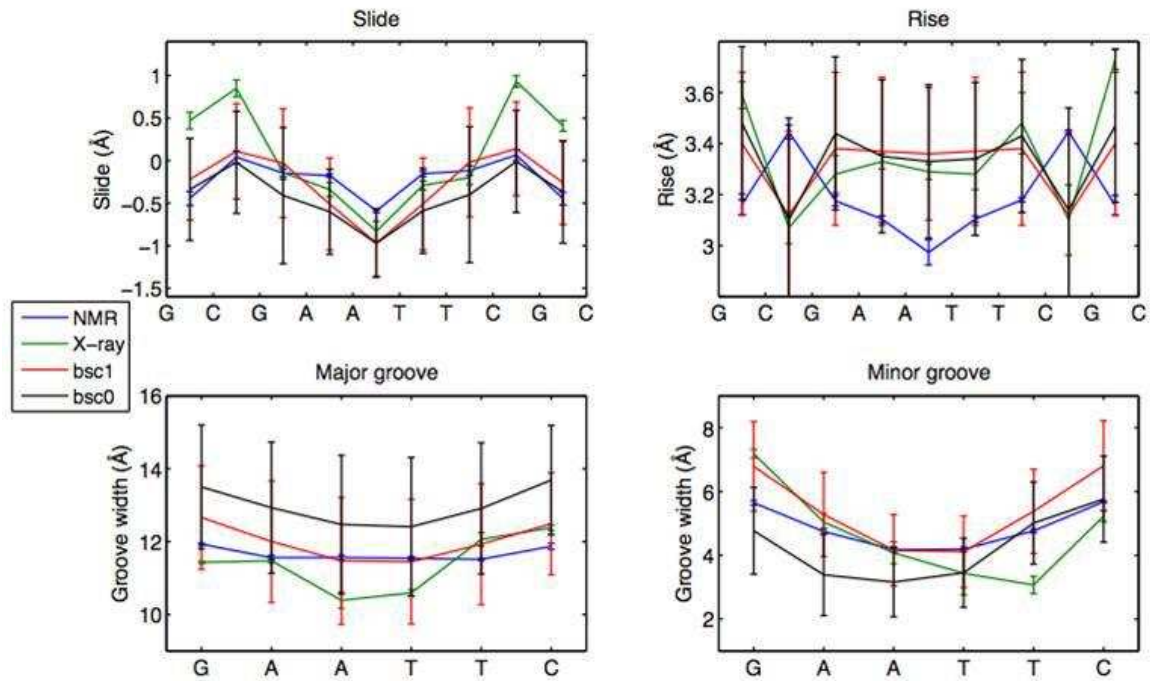 Slide
Rise
Slide (Å)
1
0.5
0
−0.5
−1
−1.5
G C G A A T T C G C
Rise (Å)
3.6
3.4
3.2
3
G C G A A T T C G C
NMR
X-ray
bsc1
bsc0
Major groove
Minor groove
Groove width (Å)
16
14
12
10
G A A T T C
Groove width (Å)
8
6
4
2
G A A T T C